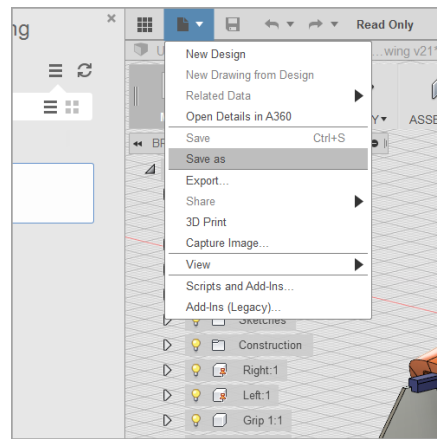 ng
Read Only
wing v21*
New Design
New Drawing from Design
Related Data
Open Details in A360
Save Ctrl+S
Save as
Export...
Share
3D Print
Capture Image...
View
Scripts and Add-Ins...
Add-Ins (Legacy)...
Y
ASSE
BR
Sketches
Construction
Right:1
Left:1
Grip 1:1